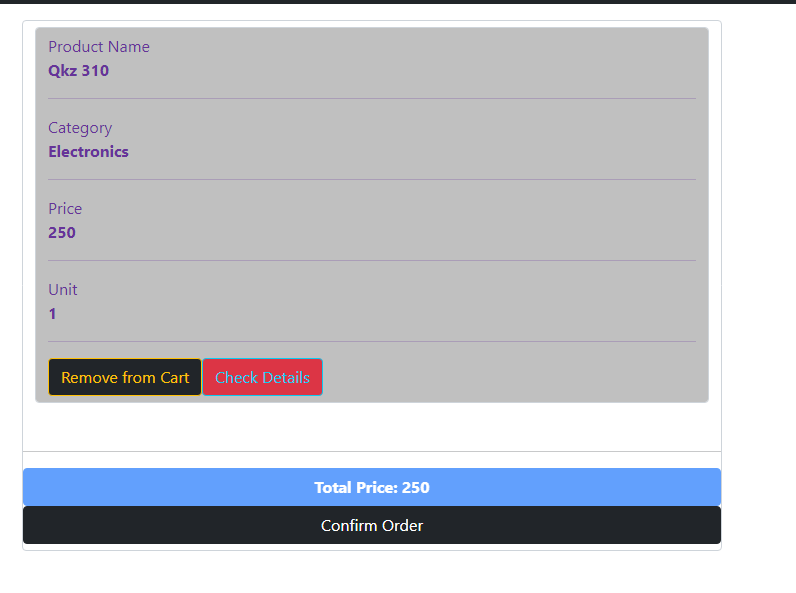 Product Name
Qkz 310
Category
Electronics
Price
250
Unit
1
Remove from Cart Check Details
Total Price: 250
Confirm Order